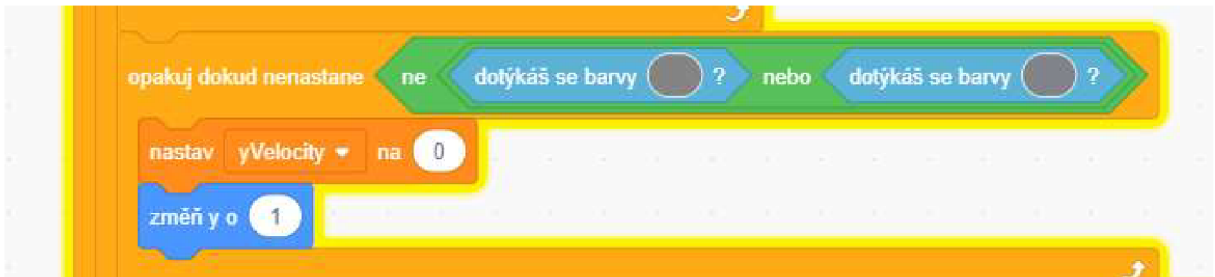 opakuj dokud nenastane ne dotýkáš se barvy ? nebo dotýkáš se barvy ?
nastav yVelocity na 0
změň y o 1